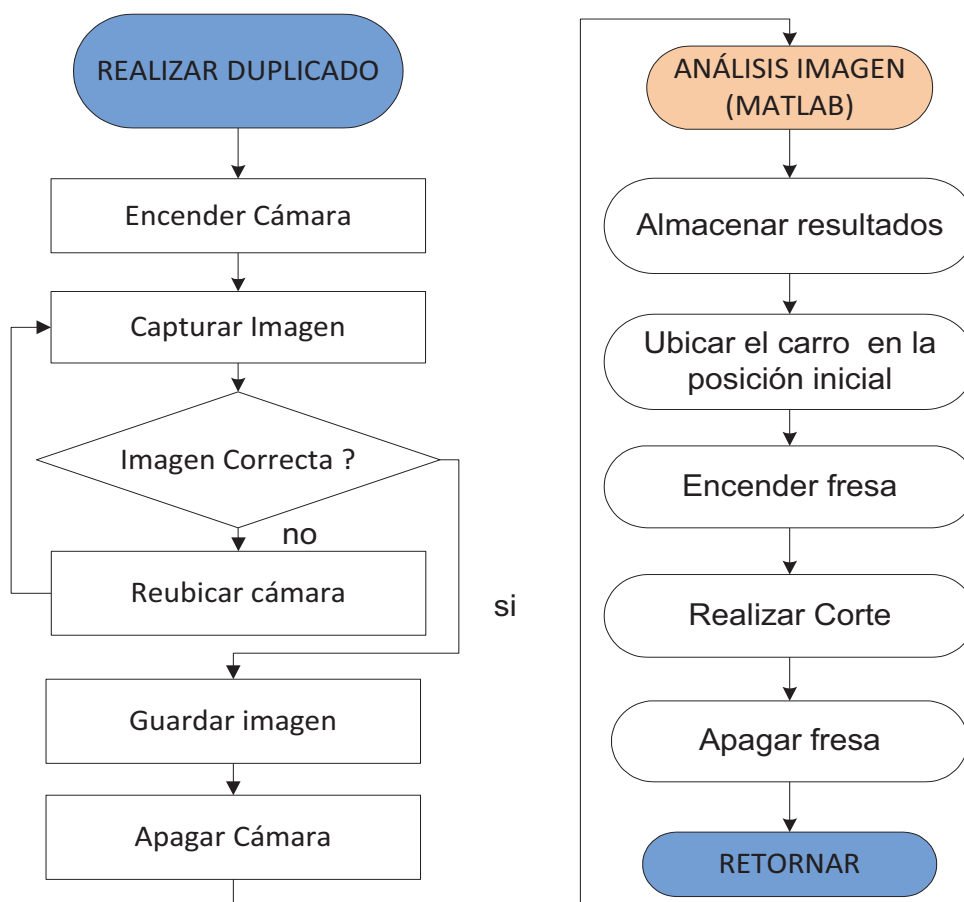 REALIZAR DUPLICADO
Encender Cámara
Capturar Imagen
Imagen Correcta ?
no
Reubicar cámara
si
Guardar imagen
Apagar Cámara
ANÁLISIS IMAGEN
(MATLAB)
Almacenar resultados
Ubicar el carro en la
posición inicial
Encender fresa
Realizar Corte
Apagar fresa
RETORNAR